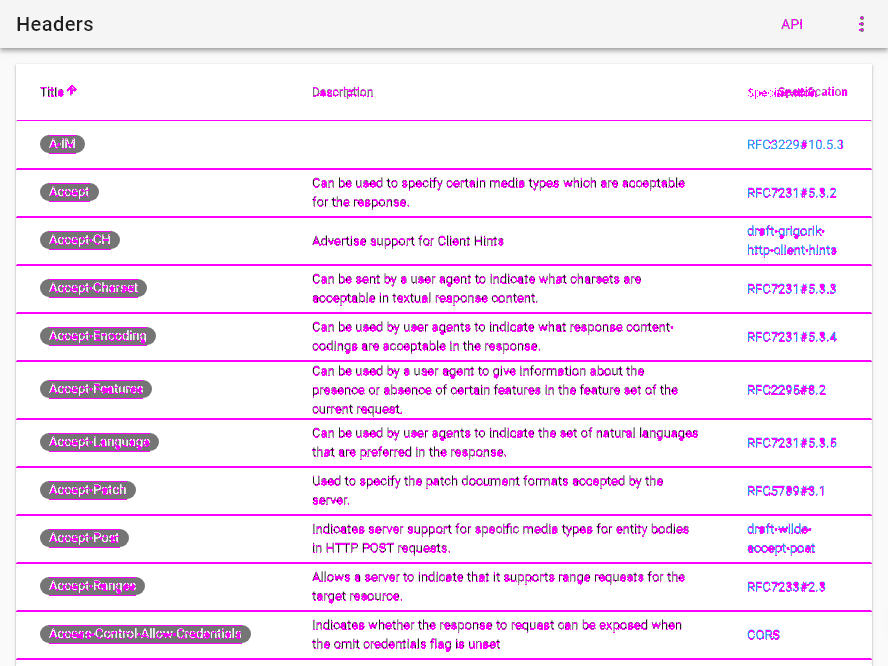 Headers API
Title Description Specification
A-IM RFC3229#10.5.3
Accept Can be used to specify certain media types which are acceptable for the response. RFC7231#5.3.2
Accept-CH Advertise support for Client Hints draft-grigorik-http-client-hints
Accept-Charset Can be sent by a user agent to indicate what charsets are acceptable in textual response content. RFC7231#5.3.3
Accept-Encoding Can be used by user agents to indicate what response content-codings are acceptable in the response. RFC7231#5.3.4
Accept-Features Can be used by a user agent to give information about the presence or absence of certain features in the feature set of the current request. RFC2295#8.2
Accept-Language Can be used by user agents to indicate the set of natural languages that are preferred in the response. RFC7231#5.3.5
Accept-Patch Used to specify the patch document formats accepted by the server. RFC5789#3.1
Accept-Post Indicates server support for specific media types for entity bodies in HTTP POST requests. draft-wilde-accept-post
Accept-Ranges Allows a server to indicate that it supports range requests for the target resource. RFC7233#2.3
Access-Control-Allow-Credentials Indicates whether the response to request can be exposed when the omit credentials flag is unset CORS